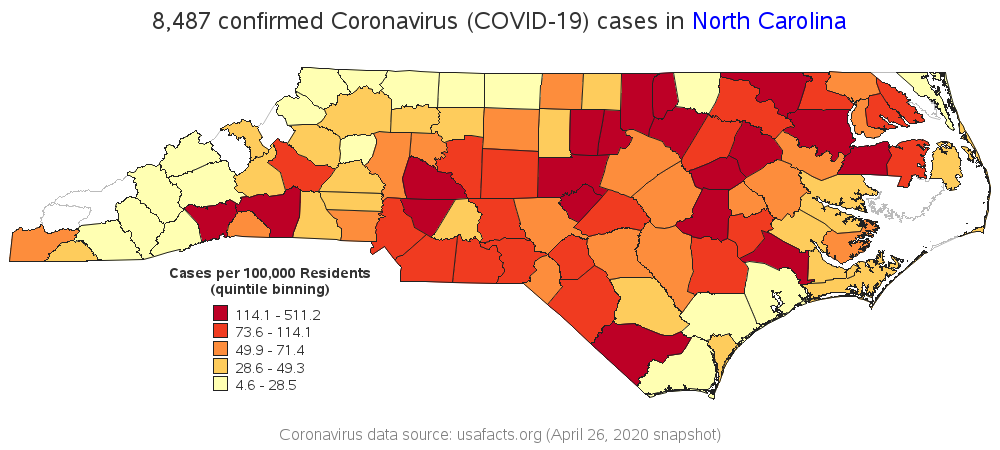 8,487 confirmed Coronavirus (COVID-19) cases in North Carolina
Cases per 100,000 Residents
(quintile binning)
114.1 - 511.2
73.6 - 114.1
49.9 - 71.4
28.6 - 49.3
4.6 - 28.5
Coronavirus data source: usafacts.org (April 26, 2020 snapshot)